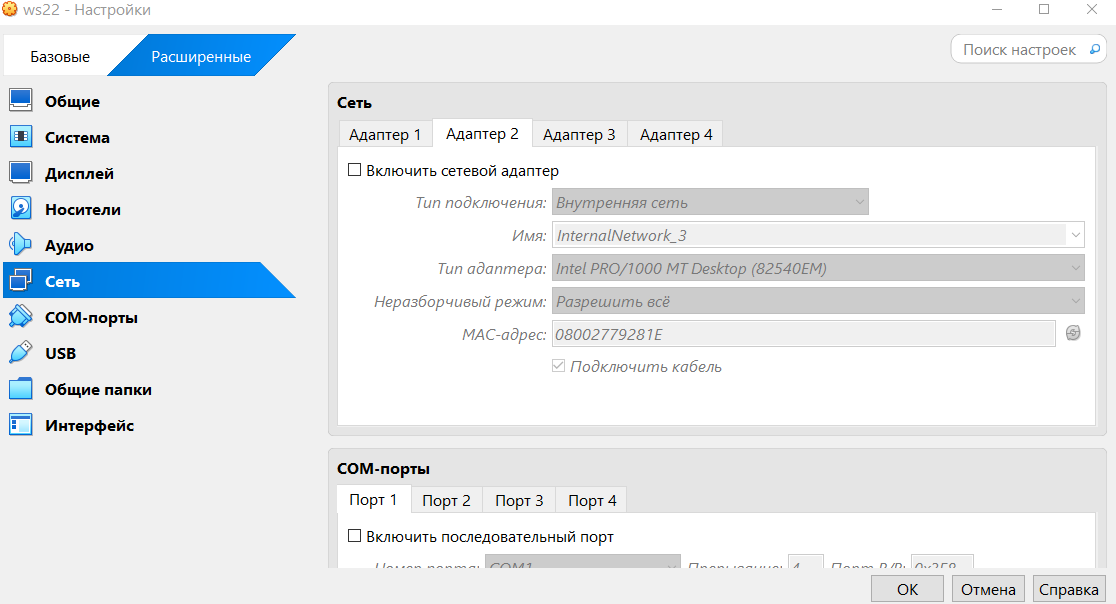 ws22 - Настройки
Базовые Расширенные Поиск настроек
Общие
Система
Дисплей
Носители
Аудио
Сеть
COM-порты
USB
Общие папки
Интерфейс
Сеть
Адаптер 1 Адаптер 2 Адаптер 3 Адаптер 4
Включить сетевой адаптер
Тип подключения: Внутренняя сеть
Имя: InternalNetwork_3
Тип адаптера: Intel PRO/1000 MT Desktop (82540EM)
Неразборчивый режим: Разрешить всё
MAC-адрес: 08002779281E
Подключить кабель
COM-порты
Порт 1 Порт 2 Порт 3 Порт 4
Включить последовательный порт
Номер порта: COM1 Прерывание: 4 Порт В/В: 0x3F8
ОК Отмена Справка